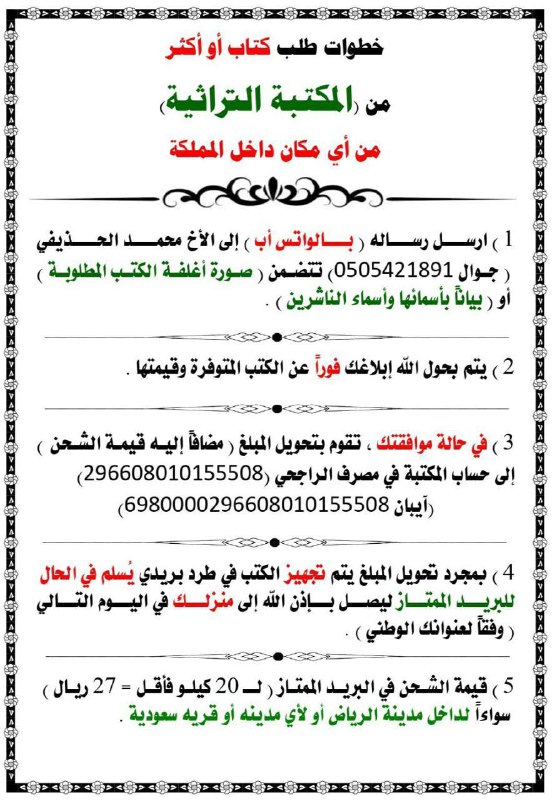 خطوات طلب كتاب أو أكثر
من (المكتبة التراثية)
من أي مكان داخل المملكة
1 ) ارسل رساله ( بالواتس أب ) إلى الأخ محمد الحذيفي
( جوال 0505421891) تتضمن ( صورة أغلفة الكتب المطلوبة )
أو ( بياناً بأسمائها وأسماء الناشرين ) .
2 ) يتم بحول الله إبلاغك فوراً عن الكتب المتوفرة وقيمتها .
3 ) في حالة موافقتك ، تقوم بتحويل المبلغ ( مضافاً إليه قيمة الشحن )
إلى حساب المكتبة في مصرف الراجحي (296608010155508)
(آيبان 6980000296608010155508)
4 ) بمجرد تحويل المبلغ يتم تجهيز الكتب في طرد بريدي يُسلم في الحال
للبريد الممتاز ليصل بإذن الله إلى منزلك في اليوم التالي
( وفقاً لعنوانك الوطني ) .
5 ) قيمة الشحن في البريد الممتاز ( لـ 20 كيلو فأقل = 27 ريال )
سواءاً لداخل مدينة الرياض أو لأي مدينه أو قريه سعودية .